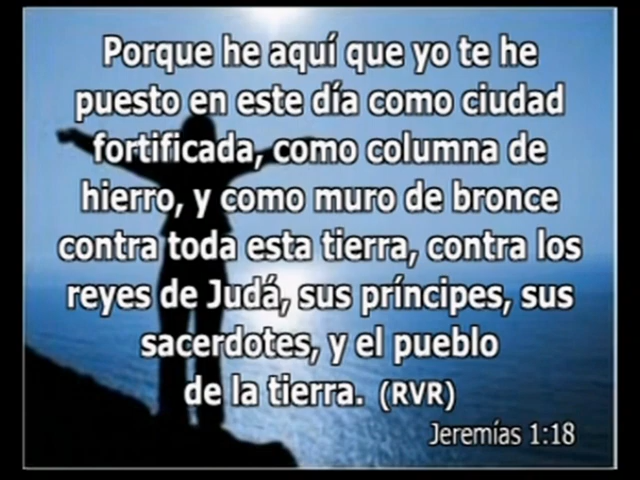 Porque he aquí que yo te he
puesto en este día como ciudad
fortificada, como columna de
hierro, y como muro de bronce
contra toda esta tierra, contra los
reyes de Judá, sus príncipes, sus
sacerdotes, y el pueblo
de la tierra. (RVR)
Jeremías 1:18